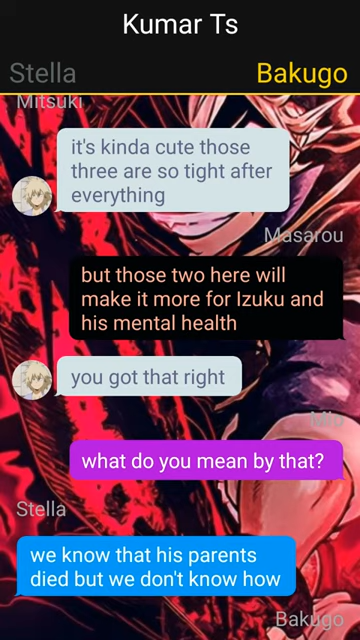 Kumar Ts
Stella
Bakugo
Mitsuki
it's kinda cute those
three are so tight after
everything
Masarou
but those two here will
make it more for Izuku and
his mental health
you got that right
Miu
what do you mean by that?
Stella
we know that his parents
died but we don't know how
Bakugo